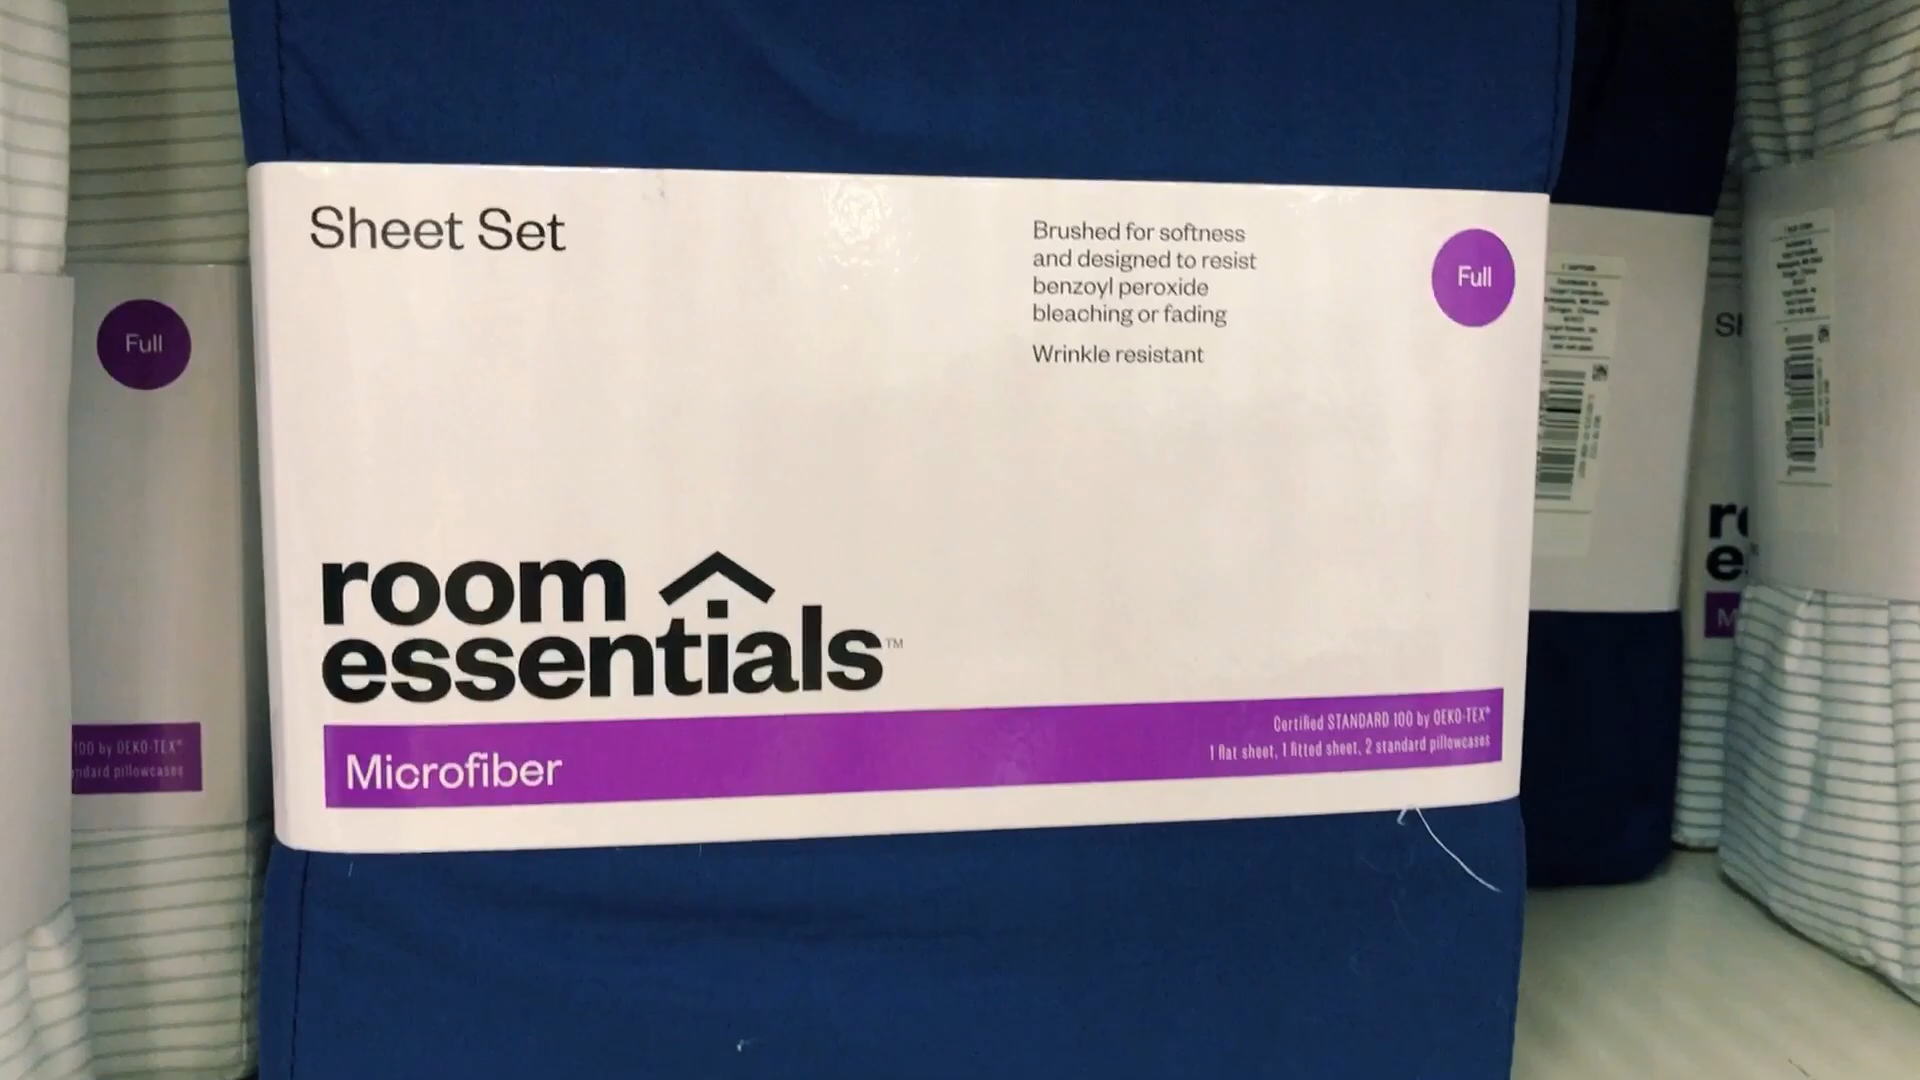 Sheet Set
Brushed for softness
and designed to resist
benzoyl peroxide
bleaching or fading
Wrinkle resistant
Full
room
essentials™
Microfiber
Certified STANDARD 100 by OEKO-TEX®
1 flat sheet, 1 fitted sheet, 2 standard pillowcases
Full
100 by OEKO-TEX®
ndard pillowcases